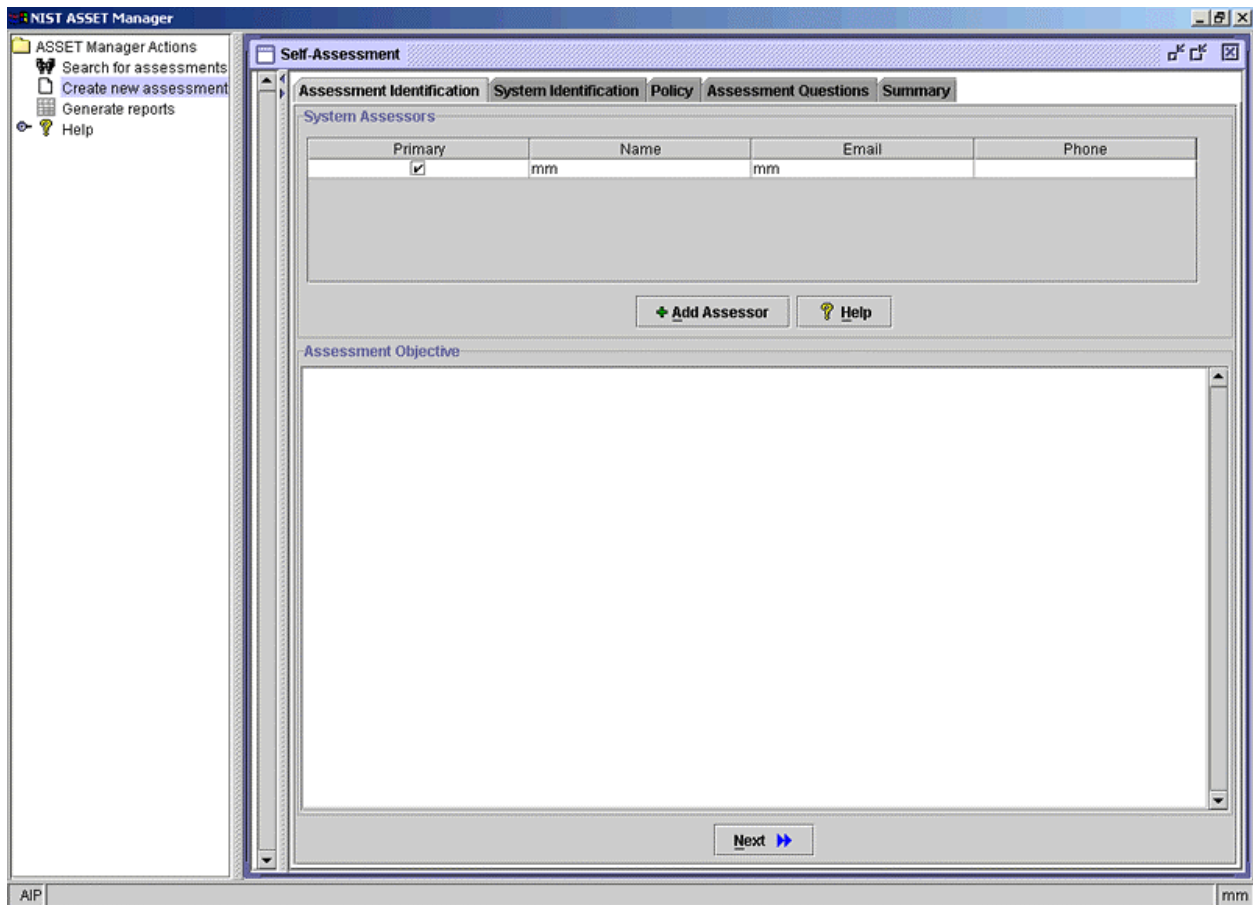 NIST ASSET Manager
ASSET Manager Actions
Search for assessments
Create new assessment
Generate reports
Help
Self-Assessment
Assessment Identification System Identification Policy Assessment Questions Summary
System Assessors
Primary Name Email Phone
mm mm
Add Assessor Help
Assessment Objective
Next
AIP mm